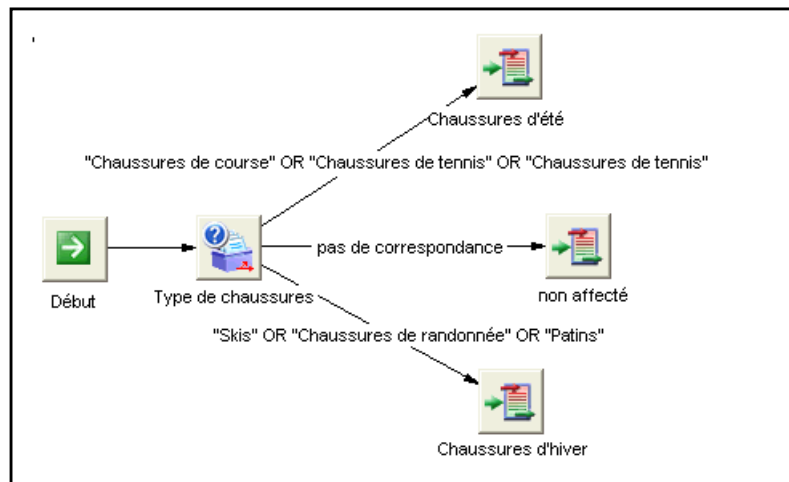 Chaussures d'été
"Chaussures de course" OR "Chaussures de tennis" OR "Chaussures de tennis"
pas de correspondance
Début
Type de chaussures
non affecté
"Skis" OR "Chaussures de randonnée" OR "Patins"
Chaussures d'hiver